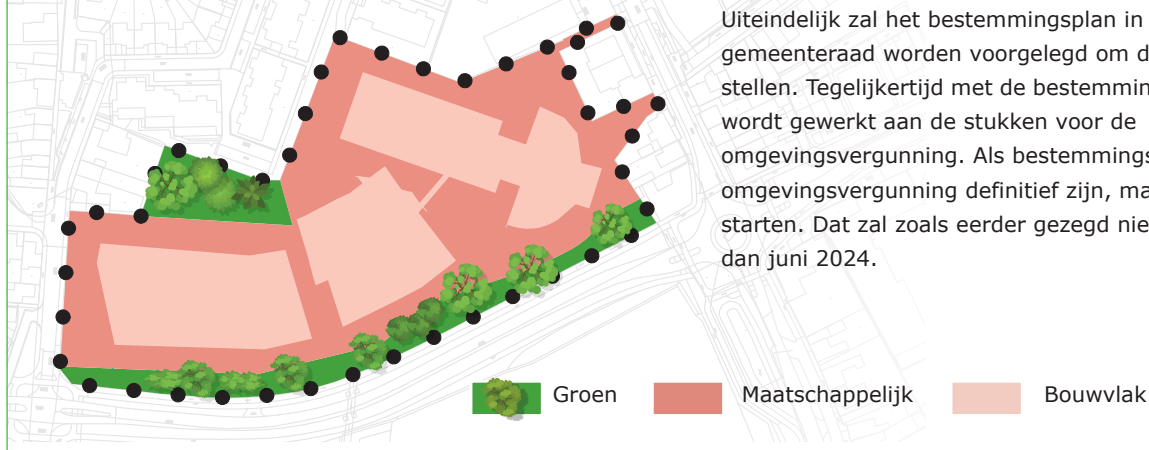 Uiteindelijk zal het bestemmingsplan in
gemeenteraad worden voorgelegd om
stellen. Tegelijkertijd met de
wordt gewerkt aan de stukken voor de
omgevingsvergunning. Als
omgevingsvergunning definitief zijn,
starten. Dat zal zoals eerder gezegd
dan juni 2024.
Groen Maatschappelijk Bouwvlak